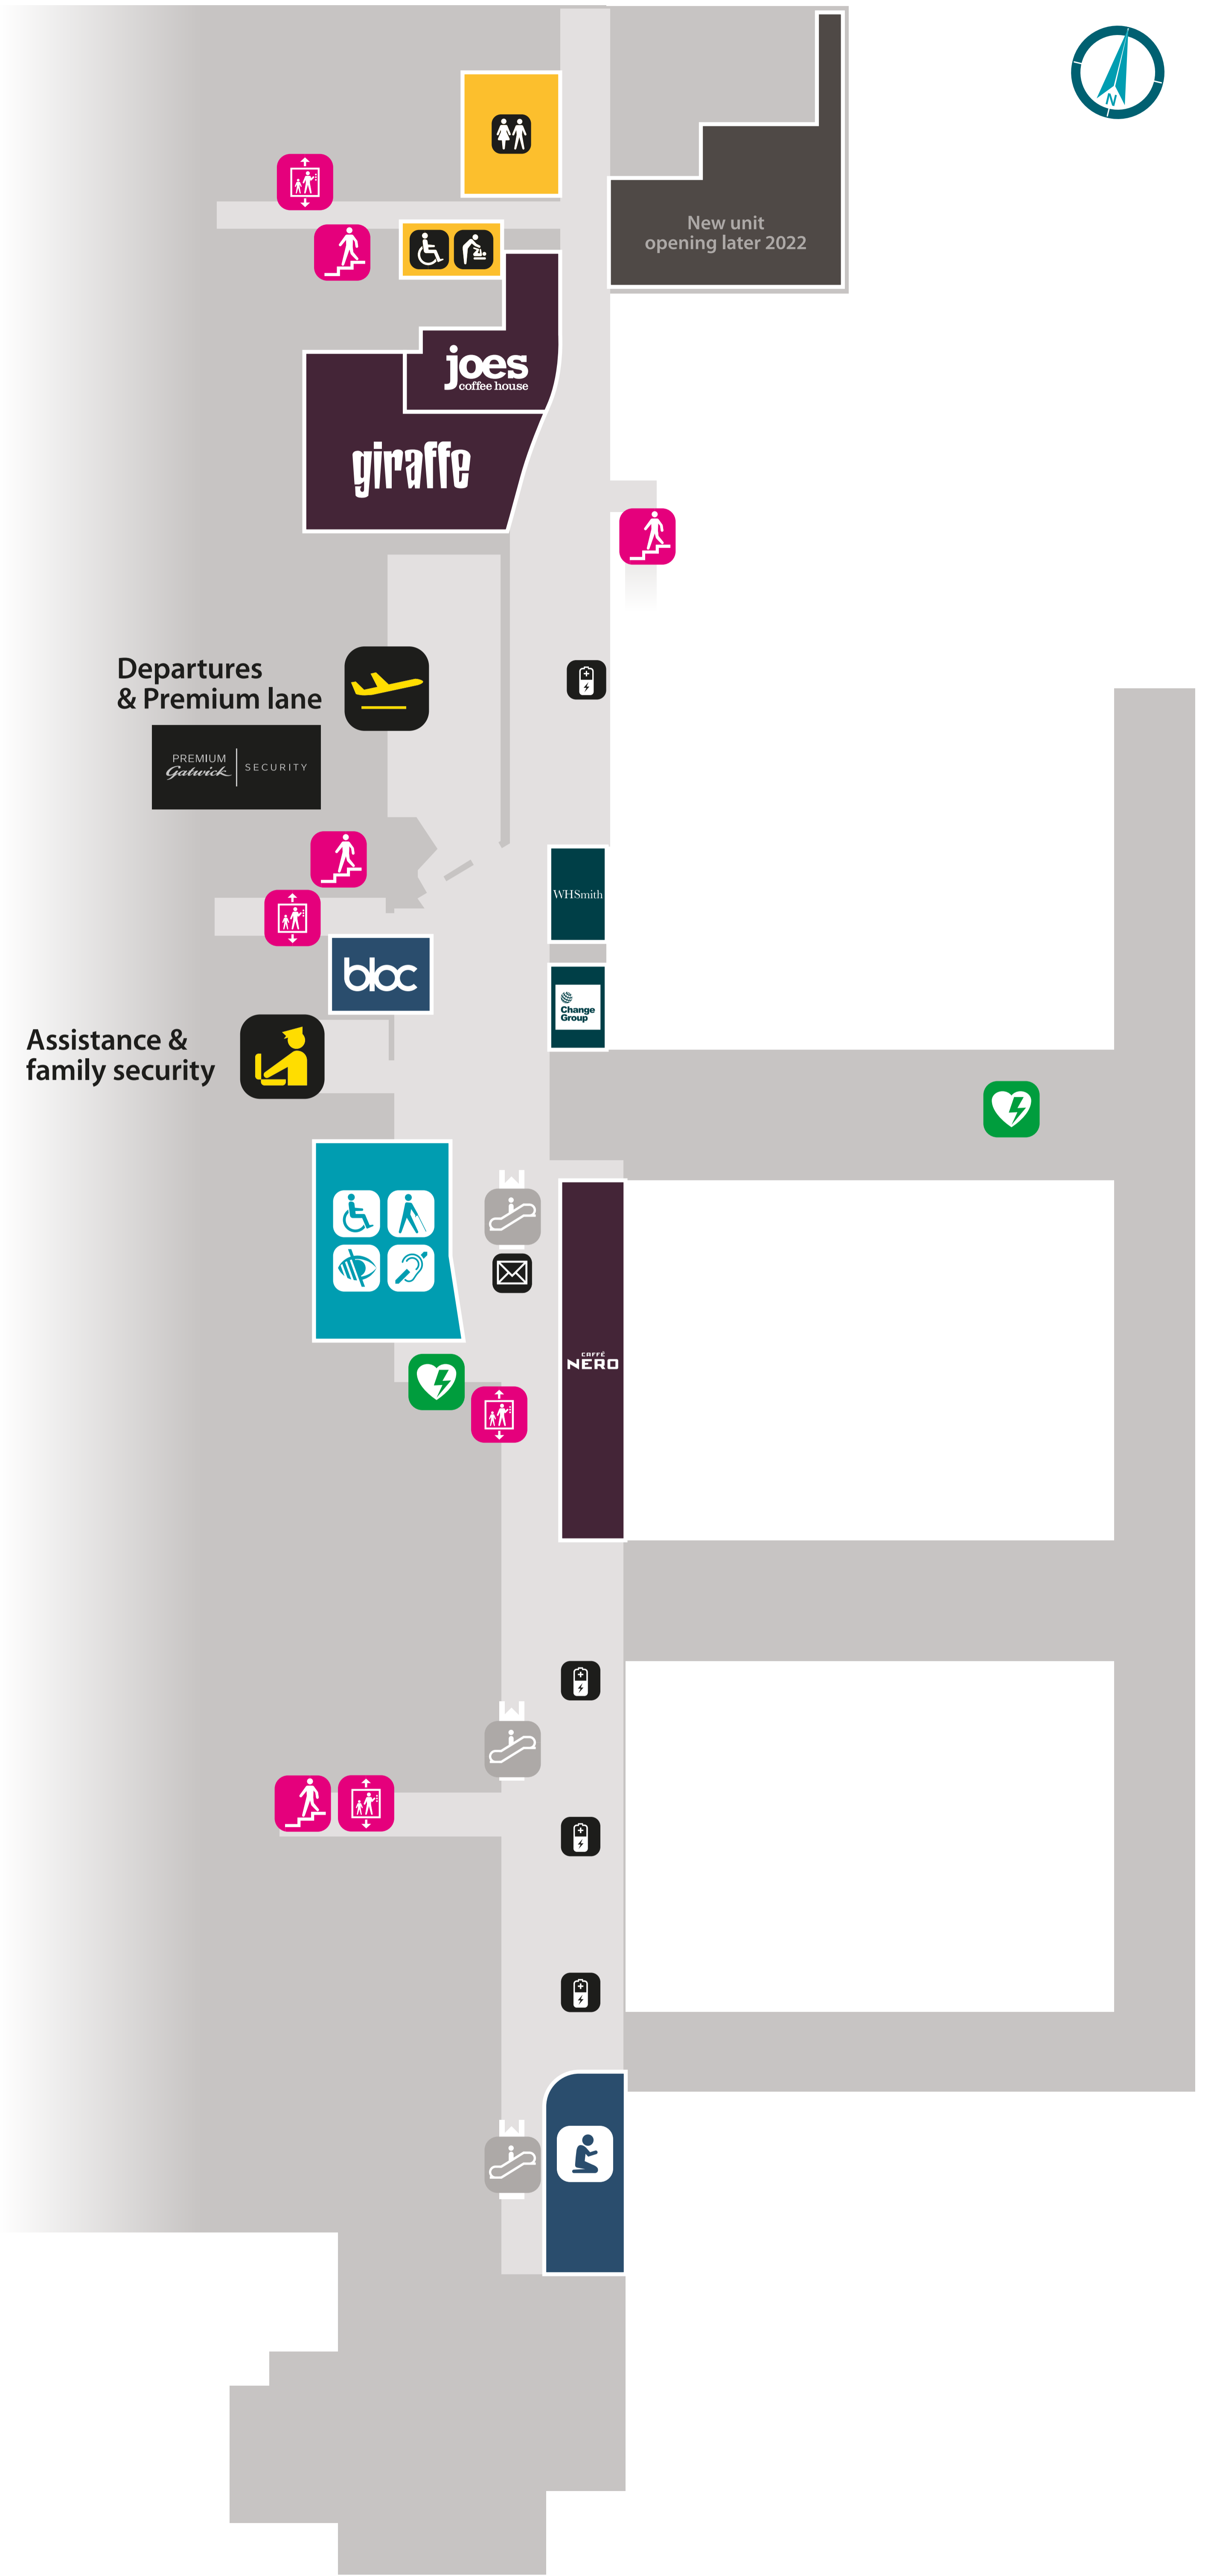 N
New unit
opening later 2022
joes
coffee house
giraffe
Departures
& Premium lane
PREMIUM
Gatwick
SECURITY
WHSmith
bloc
Change
Group
Assistance &
family security
CAFFÈ
NERO